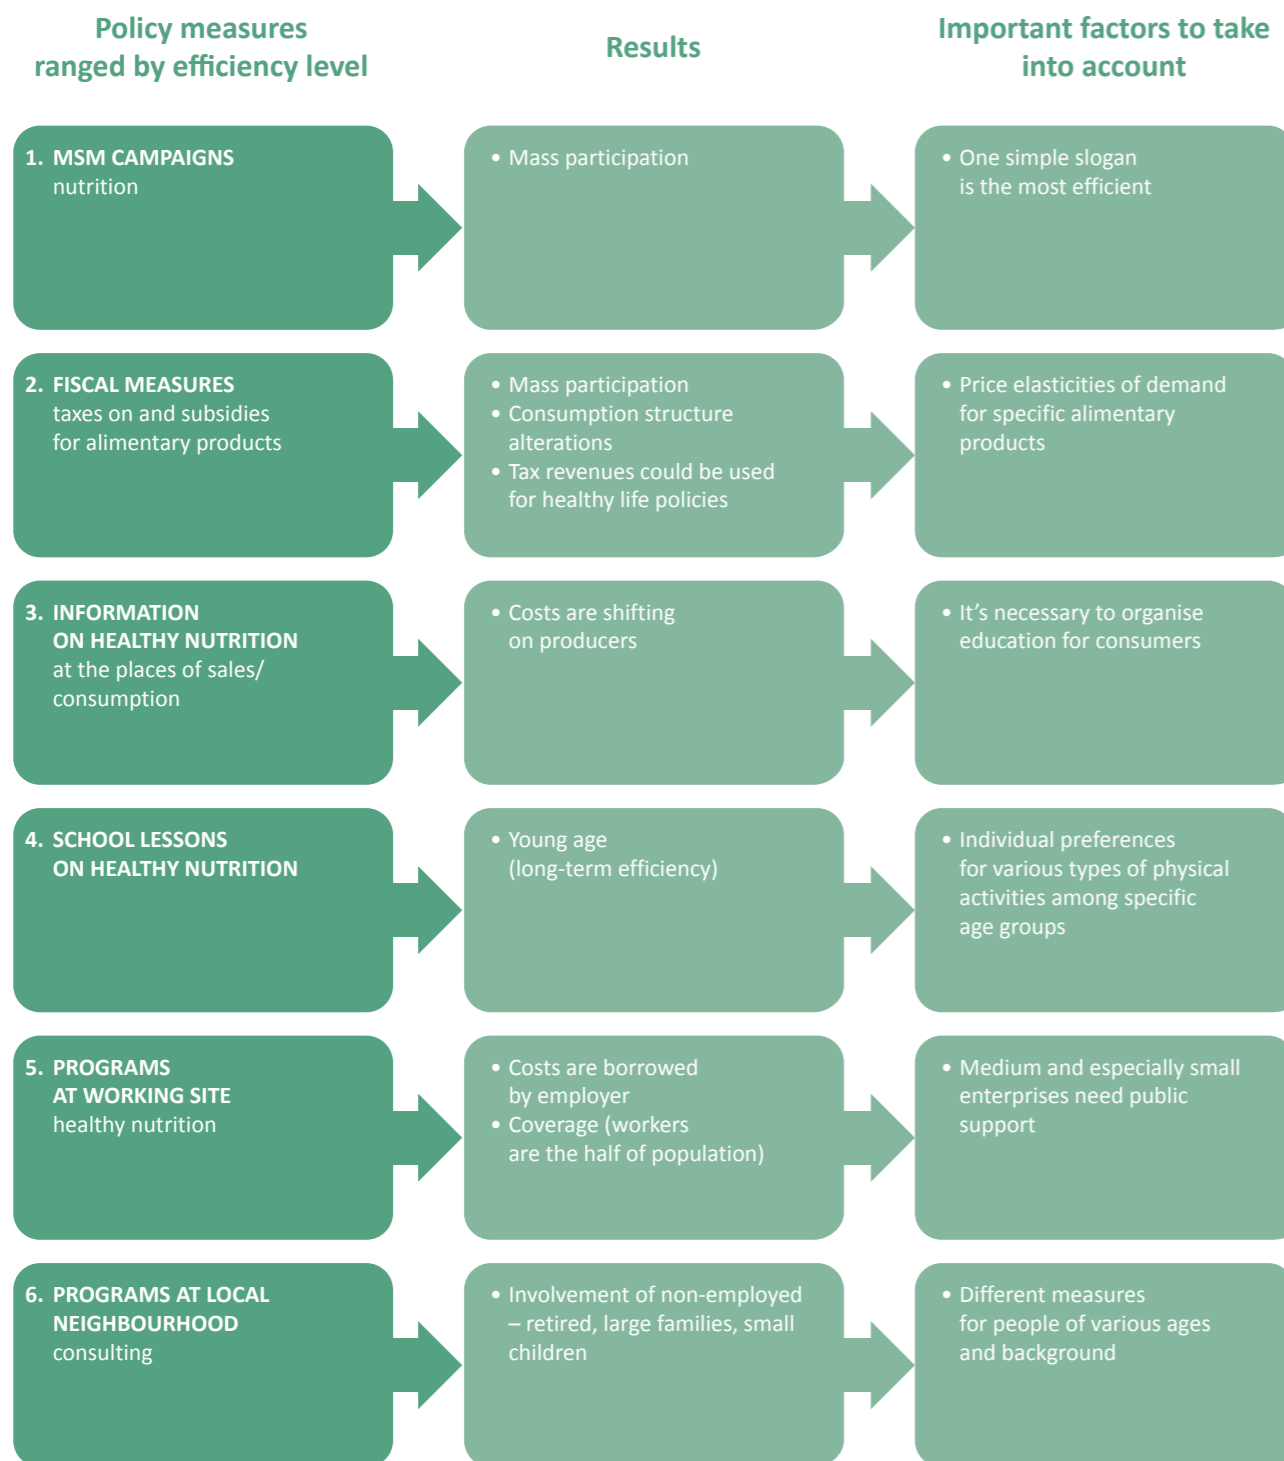 Policy measures
ranged by efficiency level
Results
Important factors to take
into account
1. MSM CAMPAIGNS
nutrition
• Mass participation
• One simple slogan
is the most efficient
2. FISCAL MEASURES
taxes on and subsidies
for alimentary products
• Mass participation
• Consumption structure
alterations
• Tax revenues could be used
for healthy life policies
• Price elasticities of demand
for specific alimentary
products
3. INFORMATION
ON HEALTHY NUTRITION
at the places of sales/
consumption
• Costs are shifting
on producers
• It’s necessary to organise
education for consumers
4. SCHOOL LESSONS
ON HEALTHY NUTRITION
• Young age
(long-term efficiency)
• Individual preferences
for various types of physical
activities among specific
age groups
5. PROGRAMS
AT WORKING SITE
healthy nutrition
• Costs are borrowed
by employer
• Coverage (workers
are the half of population)
• Medium and especially small
enterprises need public
support
6. PROGRAMS AT LOCAL
NEIGHBOURHOOD
consulting
• Involvement of non-employed
– retired, large families, small
children
• Different measures
for people of various ages
and background